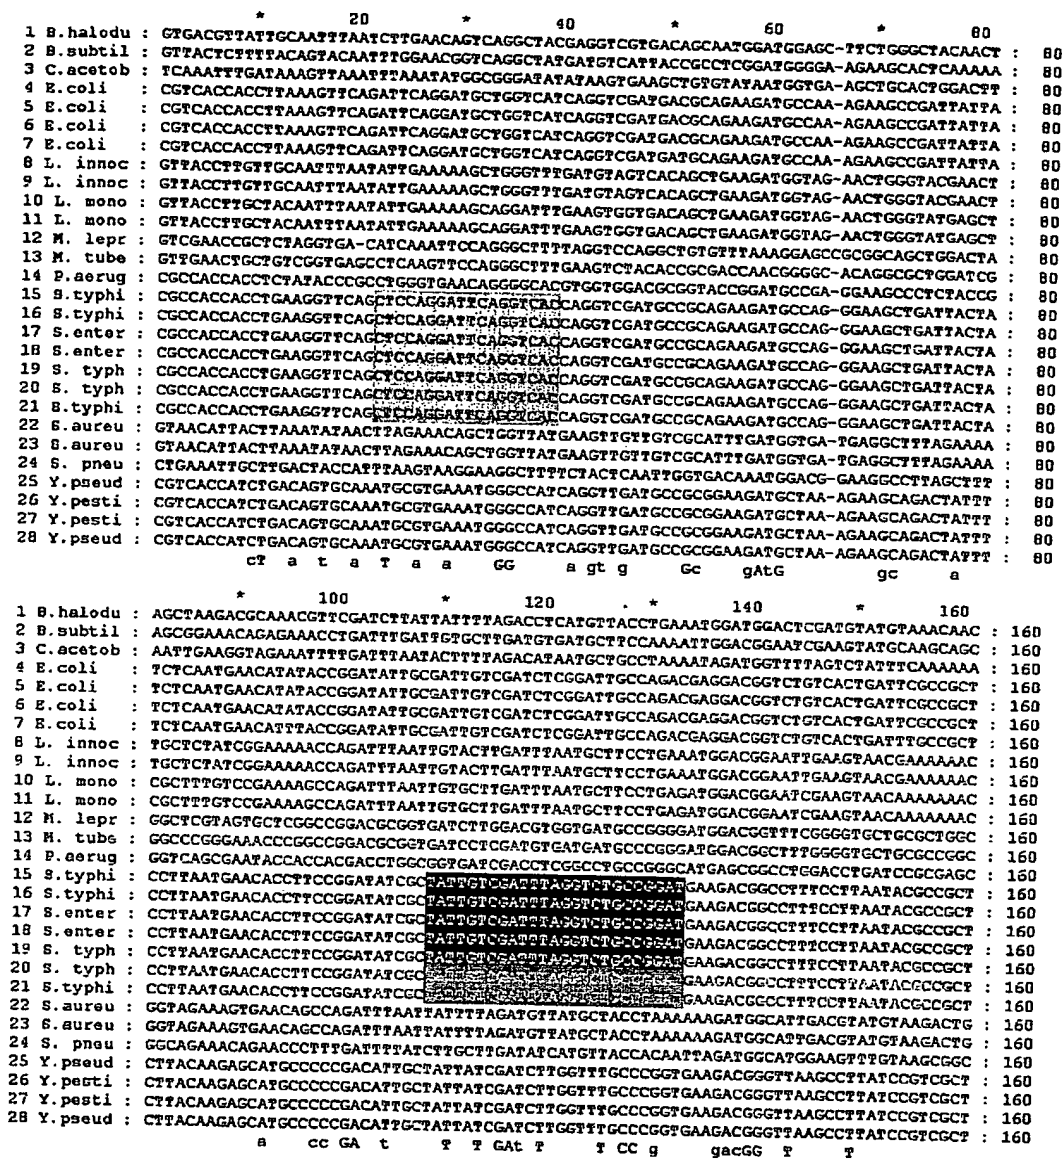 * 20 * 40 * 60 * 80
1 B.halodu : GTGACGTTATTGCAATTTAATCTTGAACAGTCAGGCTACGAGGTCGTGACAGCAATGGATGGAGC-TTCTGGGCTACAACT : 80
2 B.subtil : GTTACTCTTTTACAGTACAATTTGGAACGGTCAGGCTATGATGTCATTACCGCCTCGGATGGGGA-AGAAGCACTCAAAAA : 80
3 C.acetob : TCAAATTTGATAAAGTTAAATTTAAATATGGCGGGATATATAAGTGAAGCTGTGTATAATGGTGA-AGCTGCACTGGACTT : 80
4 E.coli : CGTCACCACCTTAAAGTTCAGATTCAGGATGCTGGTCATCAGGTCGATGACGCAGAAGATGCCAA-AGAAGCCGATTATTA : 80
5 E.coli : CGTCACCACCTTAAAGTTCAGATTCAGGATGCTGGTCATCAGGTCGATGACGCAGAAGATGCCAA-AGAAGCCGATTATTA : 80
6 E.coli : CGTCACCACCTTAAAGTTCAGATTCAGGATGCTGGTCATCAGGTCGATGACGCAGAAGATGCCAA-AGAAGCCGATTATTA : 80
7 E.coli : CGTCACCACCTTAAAGTTCAGATTCAGGATGCTGGTCATCAGGTCGATGATGCAGAAGATGCCAA-AGAAGCCGATTATTA : 80
8 L. innoc : GTTACCTTGTTGCAATTTAATATTGAAAAAGCTGGGTTTGATGTAGTCACAGCTGAAGATGGTAG-AACTGGGTACGAACT : 80
9 L. innoc : GTTACCTTGTTGCAATTTAATATTGAAAAAGCTGGGTTTGATGTAGTCACAGCTGAAGATGGTAG-AACTGGGTACGAACT : 80
10 L. mono : GTTACCTTGCTACAATTTAATATTGAAAAAGCAGGATTTGAAGTGGTGACAGCTGAAGATGGTAG-AACTGGGTATGAGCT : 80
11 L. mono : GTTACCTTGCTACAATTTAATATTGAAAAAGCAGGATTTGAAGTGGTGACAGCTGAAGATGGTAG-AACTGGGTATGAGCT : 80
12 M. lepr : GTCGAACCGCTCTAGGTGA-CATCAAATTCCAGGGCTTTTAGGTCCAGGCTGTGTTTAAAGGAGCCGCGGCAGCTGGACTA : 80
13 M. tube : GTTGAACTGCTGTCGGTGAGCCTCAAGTTCCAGGGCTTTGAAGTCTACACCGCGACCAACGGGGC-ACAGGCGCTGGATCG : 80
14 P.aerug : CGCCACCACCTCTATACCCGCCTGGGTGAACAGGGGCACGTGGTGGACGCGGTACCGGATGCCGA-GGAAGCCCTCTACCG : 80
15 S.typhi : CGCCACCACCTGAAGGTTCAGCTCCAGGATTCAGGTCACCAGGTCGATGCCGCAGAAGATGCCAG-GGAAGCTGATTACTA : 80
16 S.typhi : CGCCACCACCTGAAGGTTCAGCTCCAGGATTCAGGTCACCAGGTCGATGCCGCAGAAGATGCCAG-GGAAGCTGATTACTA : 80
17 S.enter : CGCCACCACCTGAAGGTTCAGCTCCAGGATTCAGGTCACCAGGTCGATGCCGCAGAAGATGCCAG-GGAAGCTGATTACTA : 80
18 S.enter : CGCCACCACCTGAAGGTTCAGCTCCAGGATTCAGGTCACCAGGTCGATGCCGCAGAAGATGCCAG-GGAAGCTGATTACTA : 80
19 S. typh : CGCCACCACCTGAAGGTTCAGCTCCAGGATTCAGGTCACCAGGTCGATGCCGCAGAAGATGCCAG-GGAAGCTGATTACTA : 80
20 S. typh : CGCCACCACCTGAAGGTTCAGCTCCAGGATTCAGGTCACCAGGTCGATGCCGCAGAAGATGCCAG-GGAAGCTGATTACTA : 80
21 S.typhi : CGCCACCACCTGAAGGTTCAGCTCCAGGATTCAGGTCATCAGGTCGATGCCGCAGAAGATGCCAG-GGAAGCTGATTACTA : 80
22 S.aureu : GTAACATTACTTAAATATAACTTAGAAACAGCTGGTTATGAAGTTGTTGTCGCATTTGATGGTGA-TGAGGCTTTAGAAAA : 80
23 S.aureu : GTAACATTACTTAAATATAACTTAGAAACAGCTGGTTATGAAGTTGTTGTCGCATTTGATGGTGA-TGAGGCTTTAGAAAA : 80
24 S. pneu : CTGAAATTGCTTGACTACCATTTAAGTAAGGAAGGCTTTTCTACTCAATTGGTGACAAATGGACG-GAAGGCCTTAGCTTT : 80
25 Y.pseud : CGTCACCATCTGACAGTGCAAATGCGTGAAATGGGCCATCAGGTTGATGCCGCGGAAGATGCTAA-AGAAGCAGACTATTT : 80
26 Y.pesti : CGTCACCATCTGACAGTGCAAATGCGTGAAATGGGCCATCAGGTTGATGCCGCGGAAGATGCTAA-AGAAGCAGACTATTT : 80
27 Y.pesti : CGTCACCATCTGACAGTGCAAATGCGTGAAATGGGCCATCAGGTTGATGCCGCGGAAGATGCTAA-AGAAGCAGACTATTT : 80
28 Y.pseud : CGTCACCATCTGACAGTGCAAATGCGTGAAATGGGCCATCAGGTTGATGCCGCGGAAGATGCTAA-AGAAGCAGACTATTT : 80
cT a t a T a a GG a gt g Gc gAtG gc a
* 100 * 120 * 140 * 160
1 B.halodu : AGCTAAGACGCAAACGTTCGATCTTATTATTTTAGACCTCATGTTACCTGAAATGGATGGACTCGATGTATGTAAACAAC : 160
2 B.subtil : AGCGGAAACAGAGAAACCTGATTTGATTGTGCTTGATGTGATGCTTCCAAAATTGGACGGAATCGAAGTATGCAAGCAGC : 160
3 C.acetob : AATTGAAGGTAGAAATTTTGATTTAATACTTTTAGACATAATGCTGCCTAAAATAGATGGTTTTAGTCTATTTCAAAAAA : 160
4 E.coli : TCTCAATGAACATATACCGGATATTGCGATTGTCGATCTCGGATTGCCAGACGAGGACGGTCTGTCACTGATTCGCCGCT : 160
5 E.coli : TCTCAATGAACATATACCGGATATTGCGATTGTCGATCTCGGATTGCCAGACGAGGACGGTCTGTCACTGATTCGCCGCT : 160
6 E.coli : TCTCAATGAACATATACCGGATATTGCGATTGTCGATCTCGGATTGCCAGACGAGGACGGTCTGTCACTGATTCGCCGCT : 160
7 E.coli : TCTCAATGAACATTTACCGGATATTGCGATTGTCGATCTCGGATTGCCAGACGAGGACGGTCTGTCACTGATTTGCCGCT : 160
8 L. innoc : TGCTCTATCGGAAAAACCAGATTTAATTGTACTTGATTTAATGCTTCCTGAAATGGACGGAATTGAAGTAACGAAAAAAC : 160
9 L. innoc : TGCTCTATCGGAAAAACCAGATTTAATTGTACTTGATTTAATGCTTCCTGAAATGGACGGAATTGAAGTAACGAAAAAAC : 160
10 L. mono : CGCTTTGTCCGAAAAGCCAGATTTAATTGTGCTTGATTTAATGCTTCCTGAGATGGACGGAATCGAAGTAACAAAAAAAC : 160
11 L. mono : CGCTTTGTCCGAAAAGCCAGATTTAATTGTGCTTGATTTAATGCTTCCTGAGATGGACGGAATCGAAGTAACAAAAAAAC : 160
12 M. lepr : GGCTCGTAGTGCTCGGCCGGACGCGGTGATCTTGGACGTGGTGATGCCGGGGATGGACGGTTTCGGGGTGCTGCGCTGGC : 160
13 M. tube : GGCCCGGGAAACCCGGCCGGACGCGGTGATCCTCGATGTGATGATGCCCGGGATGGACGGCTTTGGGGTGCTGCGCCGGC : 160
14 P.aerug : GGTCAGCGAATACCACCACGACCTGGCGGTGATCGACCTCGGCCTGCCGGGCATGAGCGGCCTGGACCTGATCCGCGAGC : 160
15 S.typhi : CCTTAATGAACACCTTCCGGATATCGCTATTGTCGATTTAGGTCTGCCGGATGAAGACGGCCTTTCCTTAATACGCCGCT : 160
16 S.typhi : CCTTAATGAACACCTTCCGGATATCGCTATTGTCGATTTAGGTCTGCCGGATGAAGACGGCCTTTCCTTAATACGCCGCT : 160
17 S.enter : CCTTAATGAACACCTTCCGGATATCGCTATTGTCGATTTAGGTCTGCCGGATGAAGACGGCCTTTCCTTAATACGCCGCT : 160
18 S.enter : CCTTAATGAACACCTTCCGGATATCGCTATTGTCGATTTAGGTCTGCCGGATGAAGACGGCCTTTCCTTAATACGCCGCT : 160
19 S. typh : CCTTAATGAACACCTTCCGGATATCGCTATTGTCGATTTAGGTCTGCCGGATGAAGACGGCCTTTCCTTAATACGCCGCT : 160
20 S. typh : CCTTAATGAACACCTTCCGGATATCGC GAAGACGGCCTTTCCTTAATACGCCGCT : 160
21 S.typhi : CCTTAATGAACACCTTCCGGATATCGC GAAGACGGCCTTTCCTTAATACGCCGCT : 160
22 S.aureu : GGTAGAAAGTGAACAGCCAGATTTAATTATTTTAGATGTTATGCTACCTAAAAAAGATGGCATTGACGTATGTAAGACTG : 160
23 S.aureu : GGTAGAAAGTGAACAGCCAGATTTAATTATTTTAGATGTTATGCTACCTAAAAAAGATGGCATTGACGTATGTAAGACTG : 160
24 S. pneu : GGCAGAAACAGAACCCTTTGATTTTATCTTGCTTGATATCATGTTACCACAATTAGATGGCATGGAAGTTTGTAAGCGGC : 160
25 Y.pseud : CTTACAAGAGCATGCCCCCGACATTGCTATTATCGATCTTGGTTTGCCCGGTGAAGACGGGTTAAGCCTTATCCGTCGCT : 160
26 Y.pesti : CTTACAAGAGCATGCCCCCGACATTGCTATTATCGATCTTGGTTTGCCCGGTGAAGACGGGTTAAGCCTTATCCGTCGCT : 160
27 Y.pesti : CTTACAAGAGCATGCCCCCGACATTGCTATTATCGATCTTGGTTTGCCCGGTGAAGACGGGTTAAGCCTTATCCGTCGCT : 160
28 Y.pseud : CTTACAAGAGCATGCCCCCGACATTGCTATTATCGATCTTGGTTTGCCCGGTGAAGACGGGTTAAGCCTTATCCGTCGCT : 160
a cc GA t T T GAt T T CC g gacGG T T